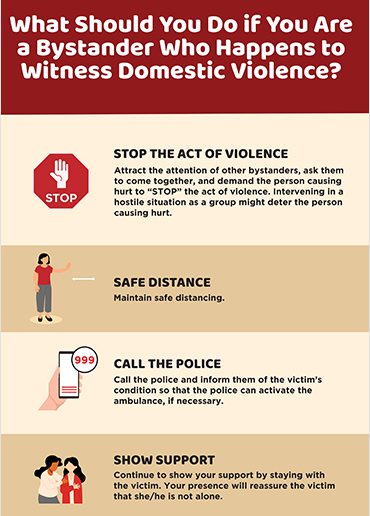 What Should You Do if You Are
a Bystander Who Happens to
Witness Domestic Violence?
STOP
STOP THE ACT OF VIOLENCE
Attract the attention of other bystanders, ask them
to come together, and demand the person causing
hurt to “STOP” the act of violence. Intervening in a
hostile situation as a group might deter the person
causing hurt.
SAFE DISTANCE
Maintain safe distancing.
999
CALL THE POLICE
Call the police and inform them of the victim’s
condition so that the police can activate the
ambulance, if necessary.
SHOW SUPPORT
Continue to show your support by staying with
the victim. Your presence will reassure the victim
that she/he is not alone.